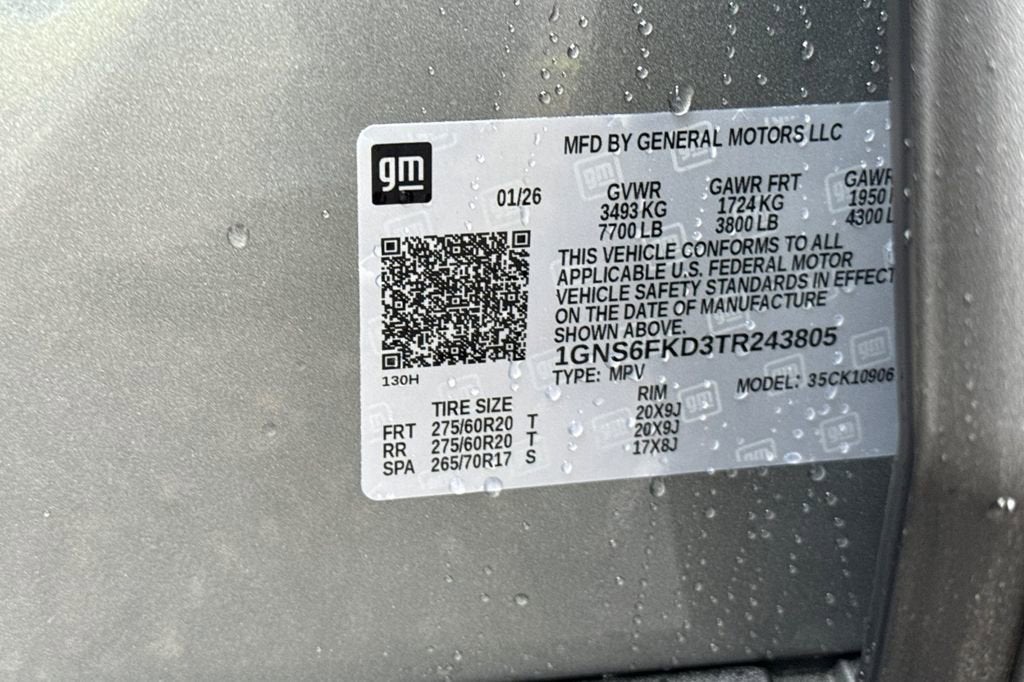 gm
MFD BY GENERAL MOTORS LLC
01/26
GVWR GAWR FRT GAWR
3493 KG 1724 KG 1950
7700 LB 3800 LB 4300 L
THIS VEHICLE CONFORMS TO ALL
APPLICABLE U.S. FEDERAL MOTOR
VEHICLE SAFETY STANDARDS IN EFFECT
ON THE DATE OF MANUFACTURE
SHOWN ABOVE.
1GNS6FKD3TR243805
130H
TYPE: MPV MODEL: 35CK10906
TIRE SIZE RIM
FRT 275/60R20 T 20X9J
RR 275/60R20 T 20X9J
SPA 265/70R17 S 17X8J